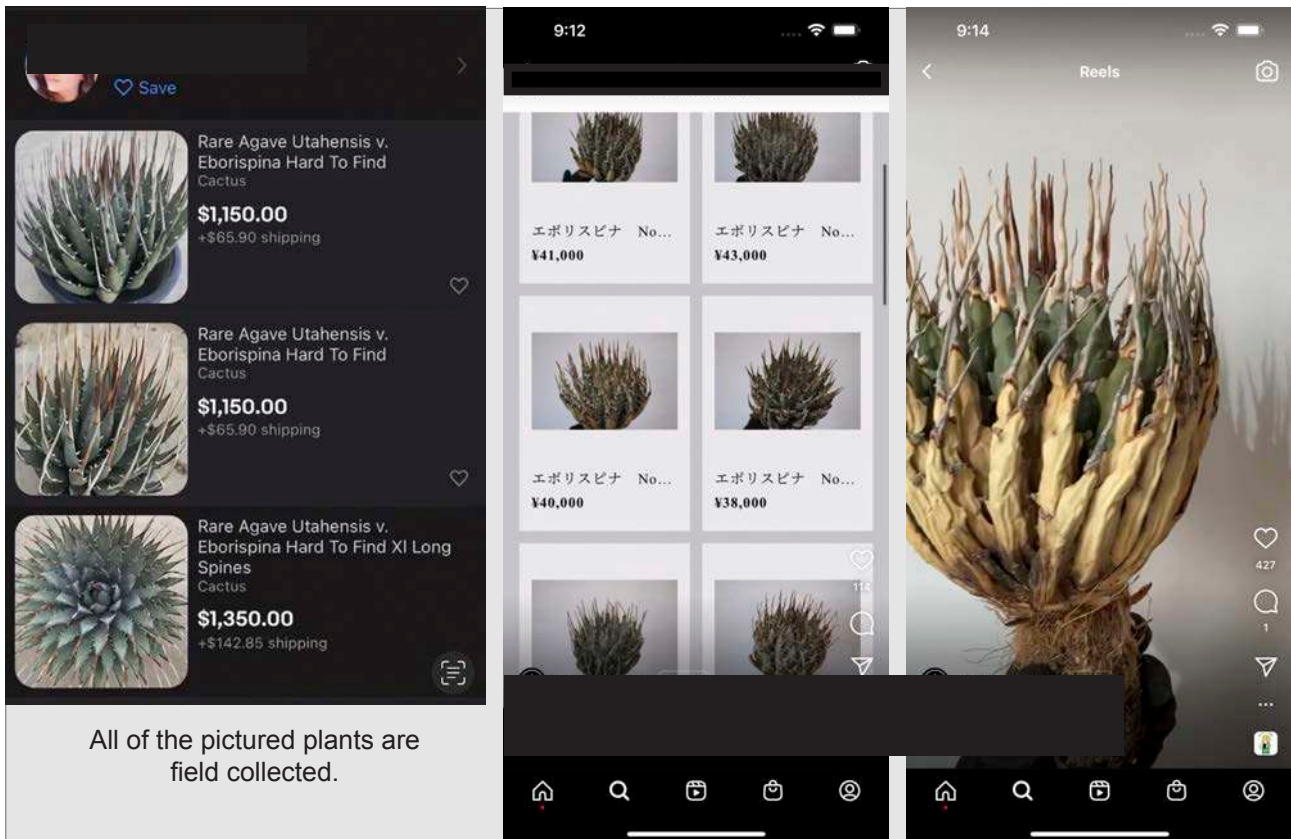 Save
Rare Agave Utahensis v.
Eborispina Hard To Find
Cactus
$1,150.00
+$65.90 shipping
Rare Agave Utahensis v.
Eborispina Hard To Find
Cactus
$1,150.00
+$65.90 shipping
Rare Agave Utahensis v.
Eborispina Hard To Find Xl Long
Spines
Cactus
$1,350.00
+$142.85 shipping
All of the pictured plants are
field collected.
9:12
エボリスピナ No...
¥41,000
エボリスピナ No...
¥43,000
エボリスピナ No...
¥40,000
エボリスピナ No...
¥38,000
114
9:14
Reels
427
1